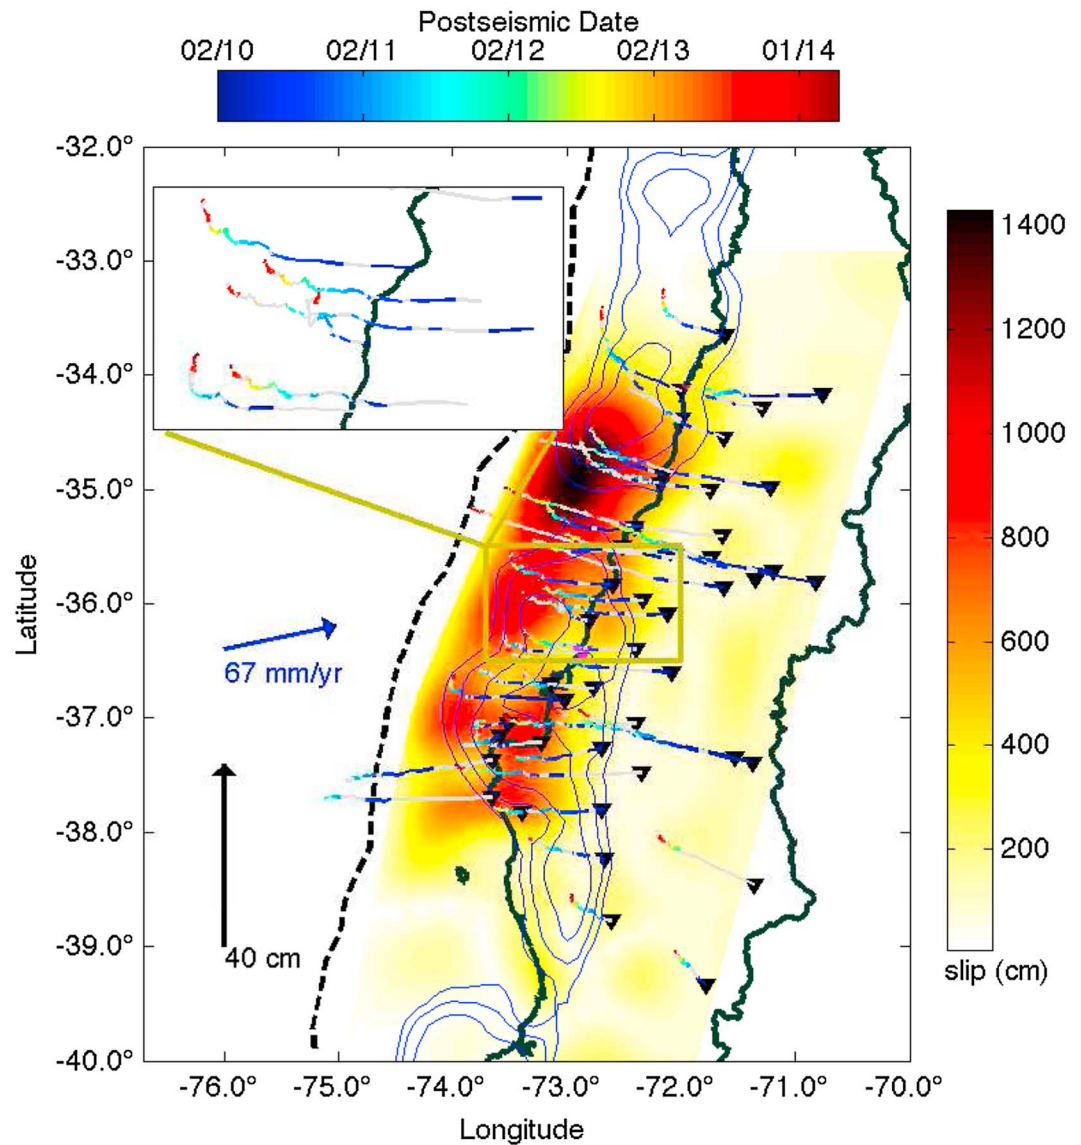 Postseismic Date
02/10 02/11 02/12 02/13 01/14
-32.0°
-33.0°
-34.0°
-35.0°
-36.0°
-37.0°
-38.0°
-39.0°
-40.0°
Latitude
67 mm/yr
40 cm
1400
1200
1000
800
600
400
200
slip (cm)
-76.0° -75.0° -74.0° -73.0° -72.0° -71.0° -70.0°
Longitude